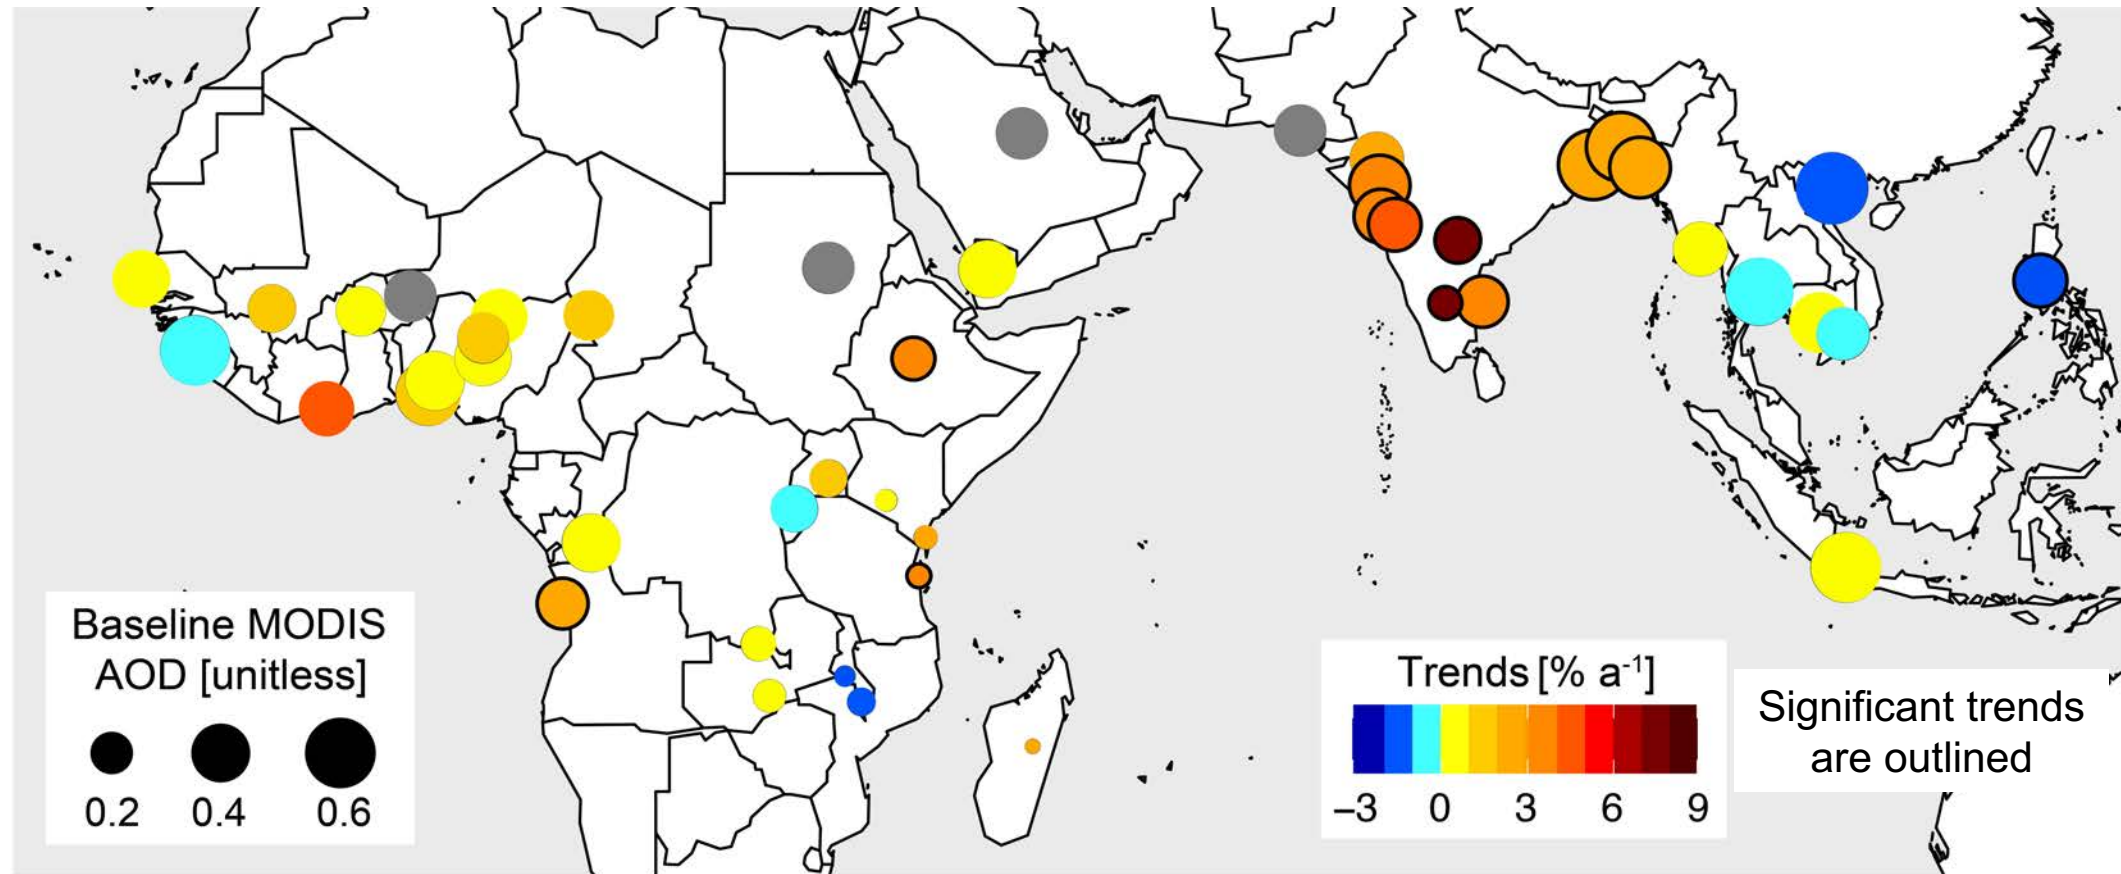 Baseline MODIS
AOD [unitless]
0.2 0.4 0.6
Trends [% a⁻¹]
–3 0 3 6 9
Significant trends
are outlined